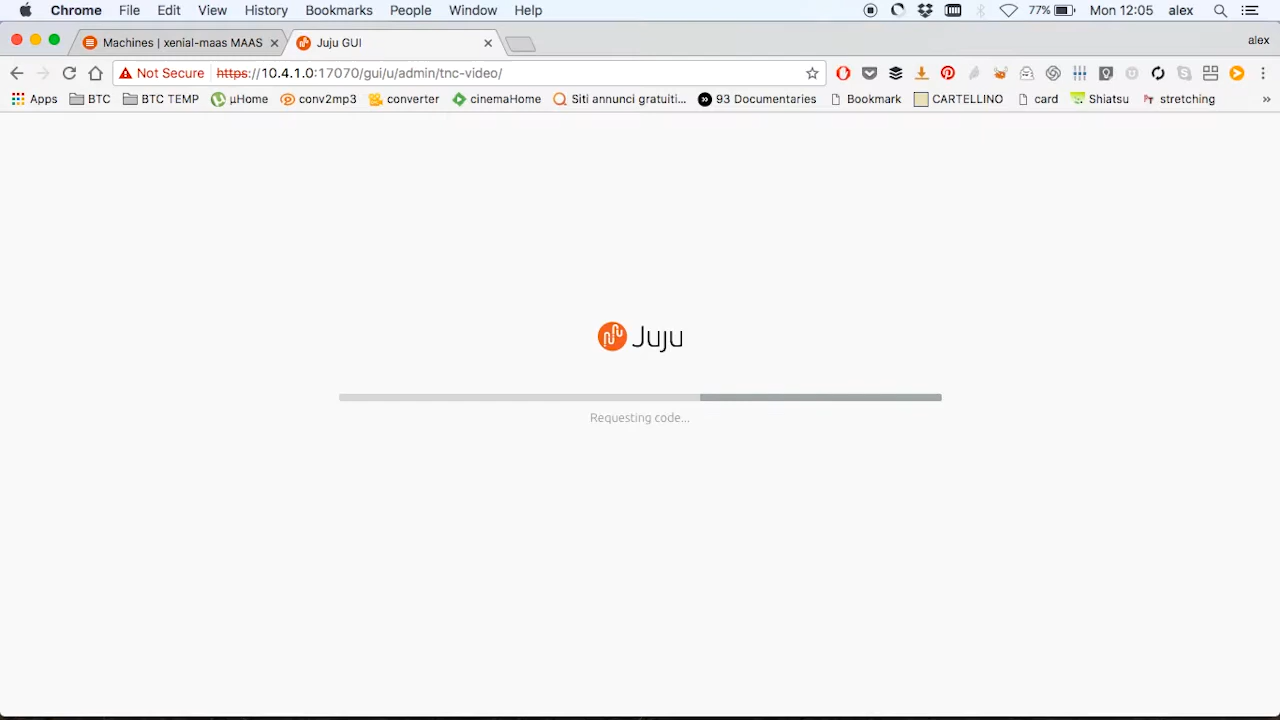 Chrome File Edit View History Bookmarks People Window Help 77% Mon 12:05 alex
Machines | xenial-maas MAAS Juju GUI alex
Not Secure https://10.4.1.0:17070/gui/u/admin/tnc-video/
Apps BTC BTC TEMP µHome conv2mp3 converter cinemaHome Siti annunci gratuiti... 93 Documentaries Bookmark CARTELLINO card Shiatsu stretching »
Juju
Requesting code...